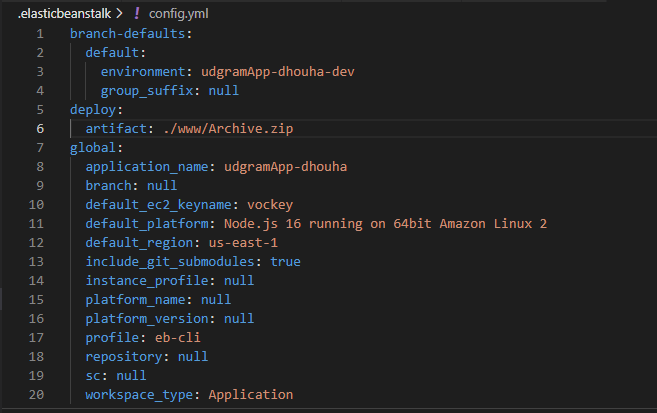 .elasticbeanstalk > ! config.yml
1 branch-defaults:
2 default:
3 environment: udgramApp-dhouha-dev
4 group_suffix: null
5 deploy:
6 artifact: ./www/Archive.zip
7 global:
8 application_name: udgramApp-dhouha
9 branch: null
10 default_ec2_keyname: vockey
11 default_platform: Node.js 16 running on 64bit Amazon Linux 2
12 default_region: us-east-1
13 include_git_submodules: true
14 instance_profile: null
15 platform_name: null
16 platform_version: null
17 profile: eb-cli
18 repository: null
19 sc: null
20 workspace_type: Application